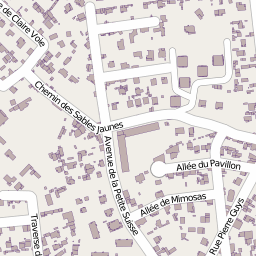 e de Claire Voie
Chemin des Sables Jaunes
Avenue de la Petite Suisse
Allée du Pavillon
Allée de Mimosas
Rue Pierre Guys
Traverse d